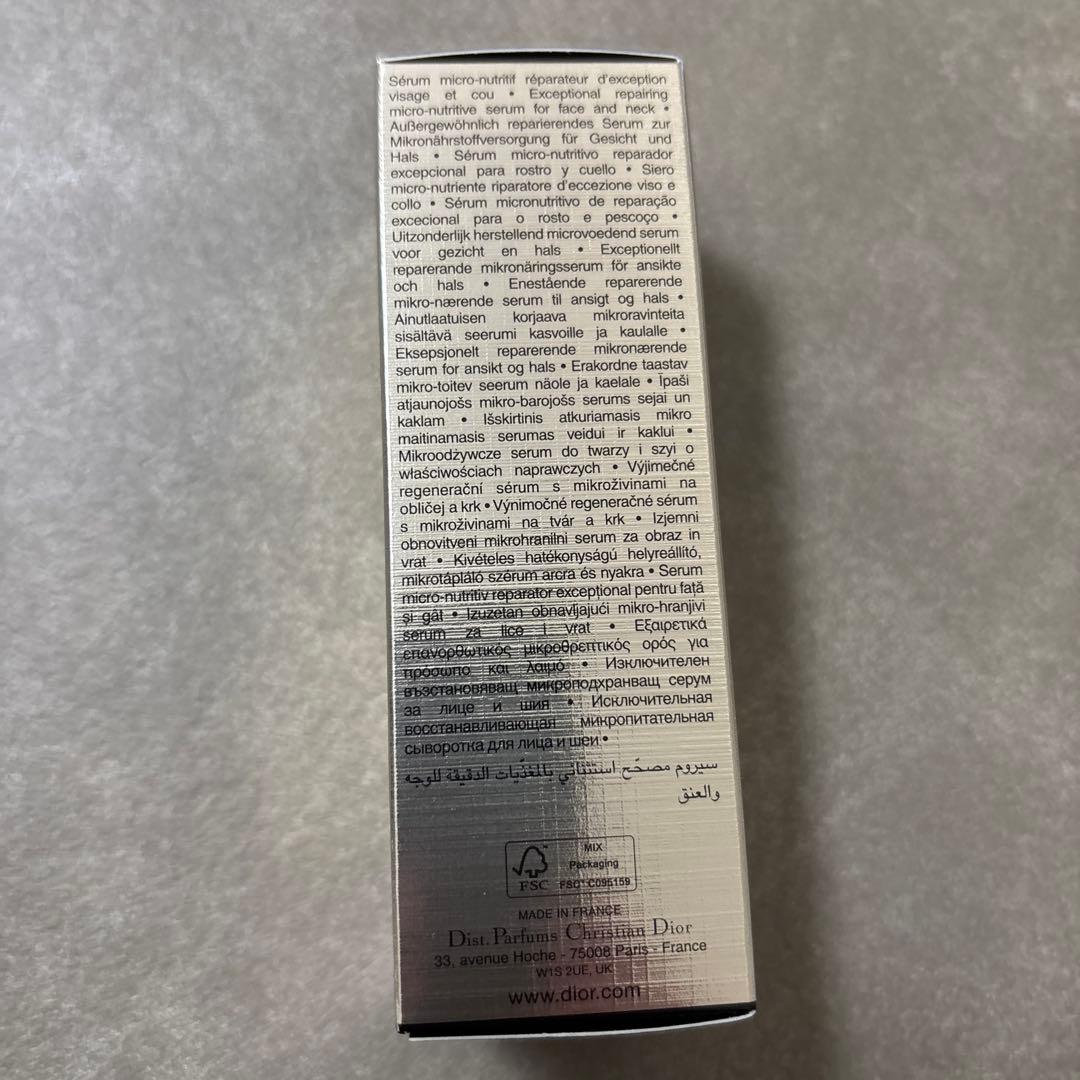 Sérum micro-nutritif réparateur d'exception
visage et cou • Exceptional repairing
micro-nutritive serum for face and neck •
Außergewöhnlich reparierendes Serum zur
Mikronährstoffversorgung für Gesicht und
Hals • Sérum micro-nutritivo reparador
excepcional para rostro y cuello • Siero
micro-nutriente riparatore d'eccezione viso e
collo • Sérum micronutritivo de reparação
excecional para o rosto e pescoço •
Uitzonderlijk herstellend microvoedend serum
voor gezicht en hals • Exceptionellt
reparerande mikronäringsserum för ansikte
och hals • Enestående reparerende
mikro-nærende serum til ansigt og hals •
Ainutlaatuisen korjaava mikroravinteita
sisältävä seerumi kasvoille ja kaulalle •
Eksepsjonelt reparerende mikronærende
serum for ansikt og hals • Erakordne taastav
mikro-toitev seerum näole ja kaelale • Īpaši
atjaunojošs mikro-barojošs serums sejai un
kaklam • Išskirtinis atkuriamasis mikro
maitinamasis serumas veidui ir kaklui •
Mikroodżywcze serum do twarzy i szyi o
właściwościach naprawczych • Výjimečné
regenerační sérum s mikroživinami na
obličej a krk • Výnimočné regeneračné sérum
s mikroživinami na tvár a krk • Izjemni
obnovitveni mikrohranilni serum za obraz in
vrat • Kivételes hatékonyságú helyreállító,
mikrotápláló szérum arcra és nyakra • Serum
micro-nutritiv reparator excepțional pentru față
și gât • Izuzetan obnavljajući mikro-hranjivi
serum za lice i vrat • Εξαιρετικά
επανορθωτικός μικροθρεπτικός ορός για
πρόσωπο και λαιμό • Изключителен
възстановяващ микроподхранващ серум
за лице и шия • Исключительная
восстанавливающая микропитательная
сыворотка для лица и шеи •
سيروم مصحّح استثنائي بالمغذّيات الدقيقة للوجه
والعنق
MIX
Packaging
FSC FSC® C095159
MADE IN FRANCE
Dist. Parfums Christian Dior
33, avenue Hoche - 75008 Paris - France
W1S 2UE, UK
www.dior.com